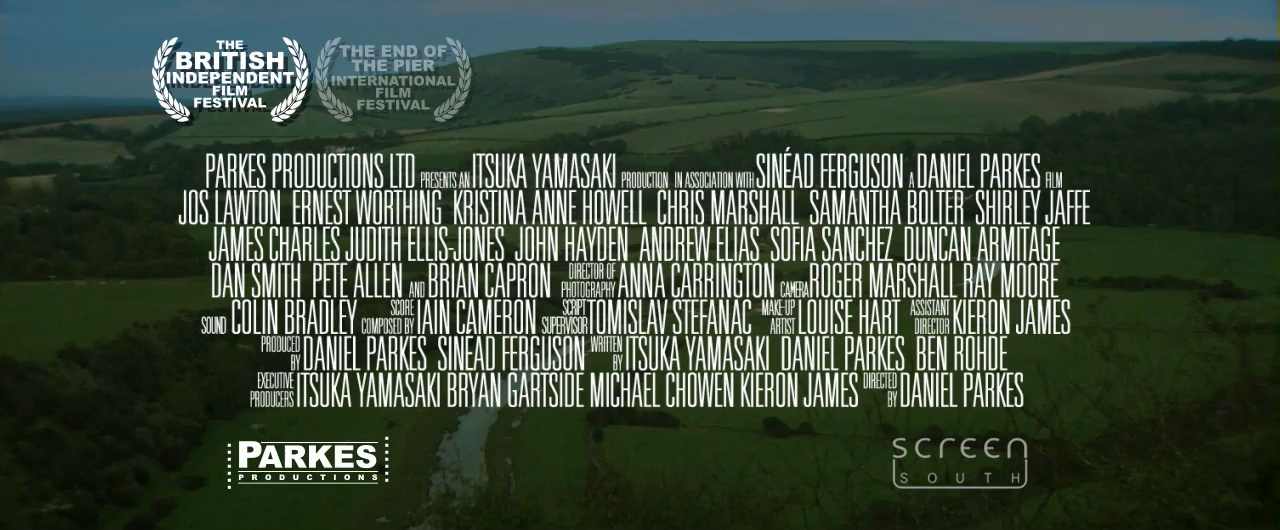 THE
BRITISH
INDEPENDENT
FILM
FESTIVAL
THE END OF
THE PIER
INTERNATIONAL
FILM
FESTIVAL
PARKES PRODUCTIONS LTD PRESENTS AN ITSUKA YAMASAKI PRODUCTION IN ASSOCIATION WITH SINÉAD FERGUSON A DANIEL PARKES FILM
JOS LAWTON ERNEST WORTHING KRISTINA ANNE HOWELL CHRIS MARSHALL SAMANTHA BOLTER SHIRLEY JAFFE
JAMES CHARLES JUDITH ELLIS-JONES JOHN HAYDEN ANDREW ELIAS SOFIA SANCHEZ DUNCAN ARMITAGE
DAN SMITH PETE ALLEN AND BRIAN CAPRON DIRECTOR OF PHOTOGRAPHY ANNA CARRINGTON CAMERA ROGER MARSHALL RAY MOORE
SOUND COLIN BRADLEY SCORE COMPOSED BY IAIN CAMERON SCRIPT SUPERVISOR TOMISLAV STEFANAC MAKE-UP ARTIST LOUISE HART ASSISTANT DIRECTOR KIERON JAMES
PRODUCED BY DANIEL PARKES SINÉAD FERGUSON WRITTEN BY ITSUKA YAMASAKI DANIEL PARKES BEN ROHDE
EXECUTIVE PRODUCERS ITSUKA YAMASAKI BRYAN GARTSIDE MICHAEL CHOWEN KIERON JAMES DIRECTED BY DANIEL PARKES
PARKES
PRODUCTIONS
screen
SOUTH